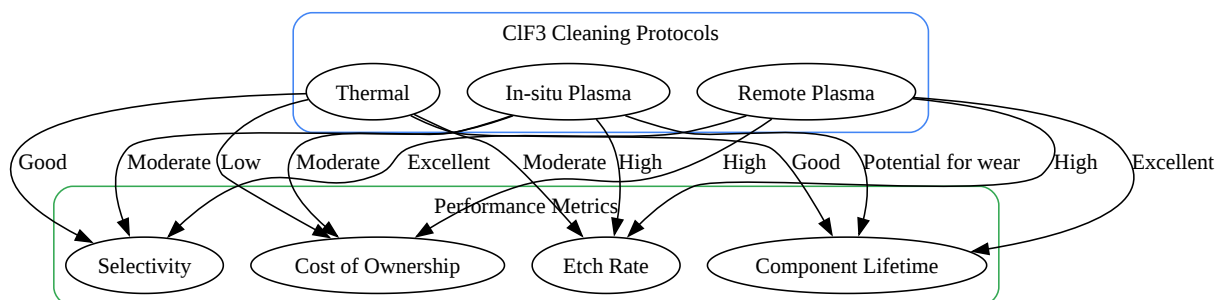 ClF3 Cleaning Protocols
Thermal
In-situ Plasma
Remote Plasma
Good
Moderate
Low
Moderate
Excellent
Moderate
High
High
Good
Potential for wear
High
Excellent
Performance Metrics
Selectivity
Cost of Ownership
Etch Rate
Component Lifetime